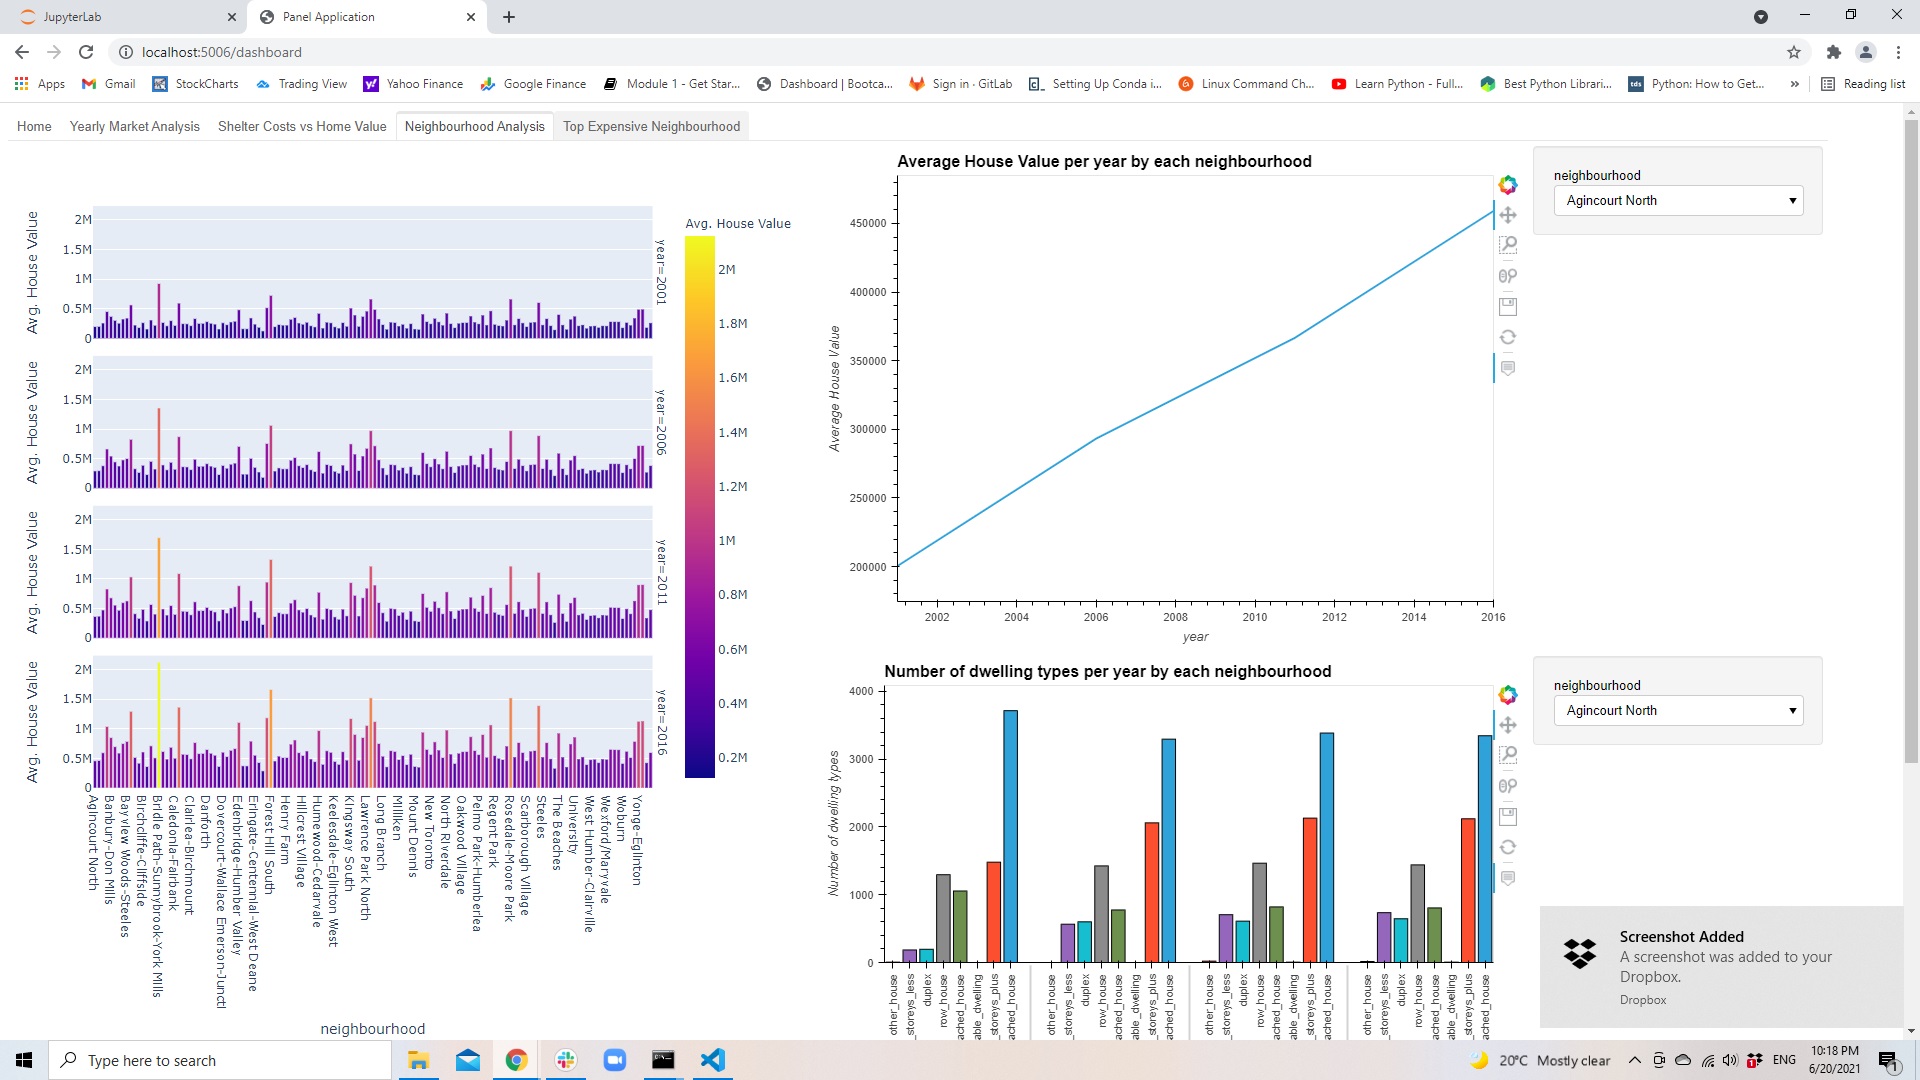 JupyterLab
Panel Application
localhost:5006/dashboard
Apps
Gmail
StockCharts
Trading View
Yahoo Finance
Google Finance
Module 1 - Get Star...
Dashboard | Bootca...
Sign in · GitLab
Setting Up Conda i...
Linux Command Ch...
Learn Python - Full...
Best Python Librari...
Python: How to Get...
»
Reading list
Home
Yearly Market Analysis
Shelter Costs vs Home Value
Neighbourhood Analysis
Top Expensive Neighbourhood
Avg. House Value
2M
1.5M
1M
0.5M
0
year=2001
Avg. House Value
2M
1.5M
1M
0.5M
0
year=2006
Avg. House Value
2M
1.5M
1M
0.5M
0
year=2011
Avg. House Value
2M
1.5M
1M
0.5M
0
year=2016
Agincourt North
Banbury-Don Mills
Bayview Woods-Steeles
Birchcliffe-Cliffside
Bridle Path-Sunnybrook-York Mills
Caledonia-Fairbank
Clairlea-Birchmount
Danforth
Dovercourt-Wallace Emerson-Juncti
Edenbridge-Humber Valley
Eringate-Centennial-West Deane
Forest Hill South
Henry Farm
Hillcrest Village
Humewood-Cedarvale
Keelesdale-Eglinton West
Kingsway South
Lawrence Park North
Long Branch
Milliken
Mount Dennis
New Toronto
North Riverdale
Oakwood Village
Pelmo Park-Humberlea
Regent Park
Rosedale-Moore Park
Scarborough Village
Steeles
The Beaches
University
West Humber-Clairville
Wexford/Maryvale
Woburn
Yonge-Eglinton
neighbourhood
Avg. House Value
2M
1.8M
1.6M
1.4M
1.2M
1M
0.8M
0.6M
0.4M
0.2M
Average House Value per year by each neighbourhood
Average House Value
450000
400000
350000
300000
250000
200000
2002
2004
2006
2008
2010
2012
2014
2016
year
neighbourhood
Agincourt North
Number of dwelling types per year by each neighbourhood
Number of dwelling types
4000
3000
2000
1000
0
other_house
_storeys_less
duplex
row_house
ached_house
able_dwelling
_storeys_plus
ached_house
other_house
_storeys_less
duplex
row_house
ached_house
able_dwelling
_storeys_plus
ached_house
other_house
_storeys_less
duplex
row_house
ached_house
able_dwelling
_storeys_plus
ached_house
other_house
_storeys_less
duplex
row_house
ached_house
able_dwelling
_storeys_plus
ached_house
neighbourhood
Agincourt North
Screenshot Added
A screenshot was added to your
Dropbox.
Dropbox
Type here to search
20°C Mostly clear
ENG
10:18 PM
6/20/2021
1